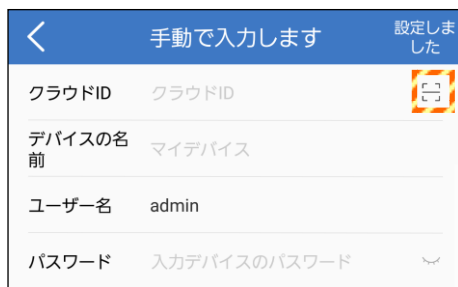 手動で入力します
設定しま
した
クラウドID クラウドID
デバイスの名
前
マイデバイス
ユーザー名 admin
パスワード 入力デバイスのパスワード